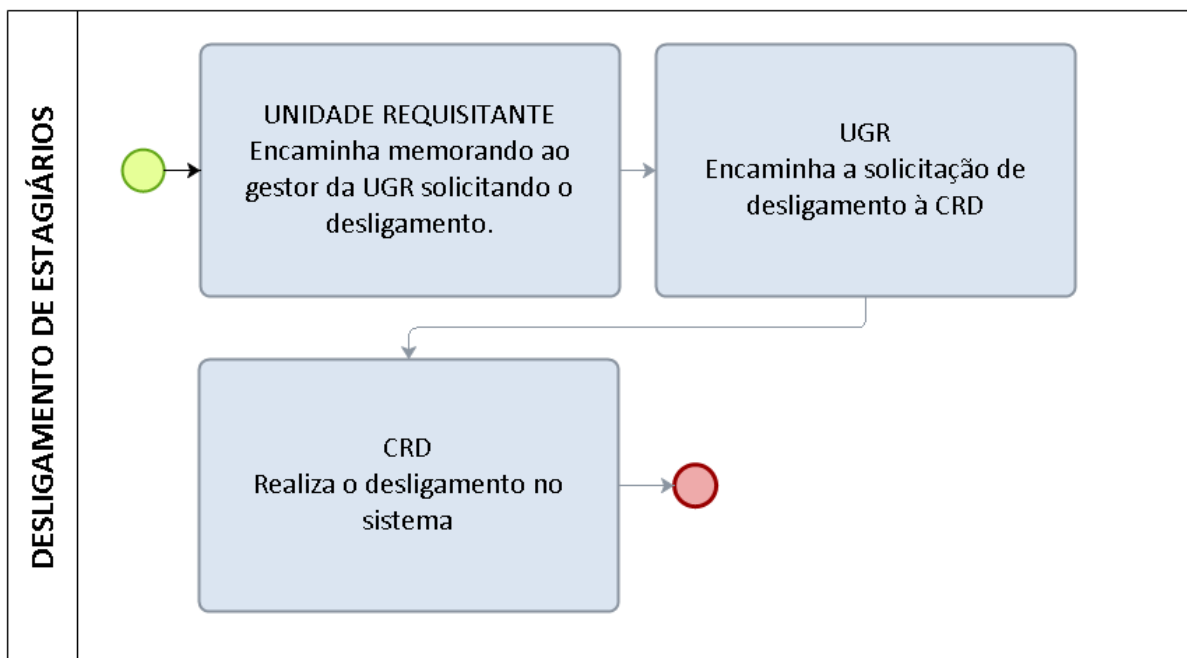 DESLIGAMENTO DE ESTAGIÁRIOS
UNIDADE REQUISITANTE
Encaminha memorando ao
gestor da UGR solicitando o
desligamento.
UGR
Encaminha a solicitação de
desligamento à CRD
CRD
Realiza o desligamento no
sistema